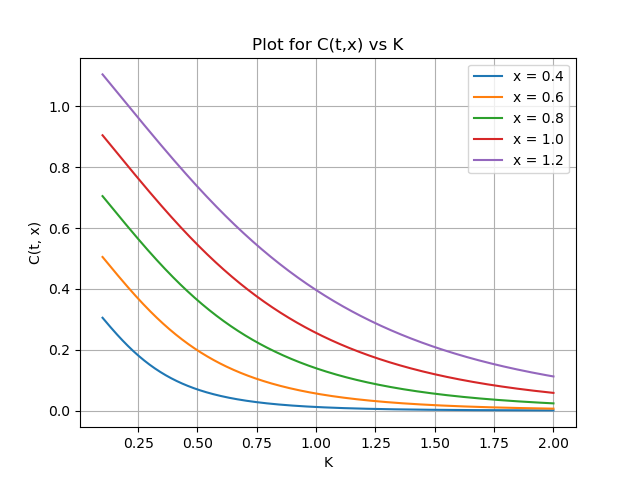 Plot for C(t,x) vs K
x = 0.4
x = 0.6
x = 0.8
x = 1.0
x = 1.2
C(t, x)
1.0
0.8
0.6
0.4
0.2
0.0
0.25 0.50 0.75 1.00 1.25 1.50 1.75 2.00
K